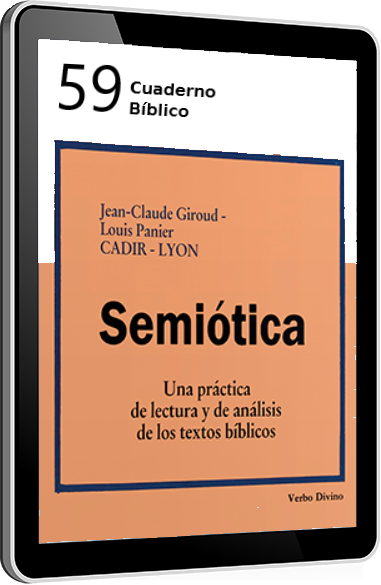 59 Cuaderno
Bíblico
Jean-Claude Giroud -
Louis Panier
CADIR - LYON
Semiótica
Una práctica
de lectura y de análisis
de los textos bíblicos
Verbo Divino